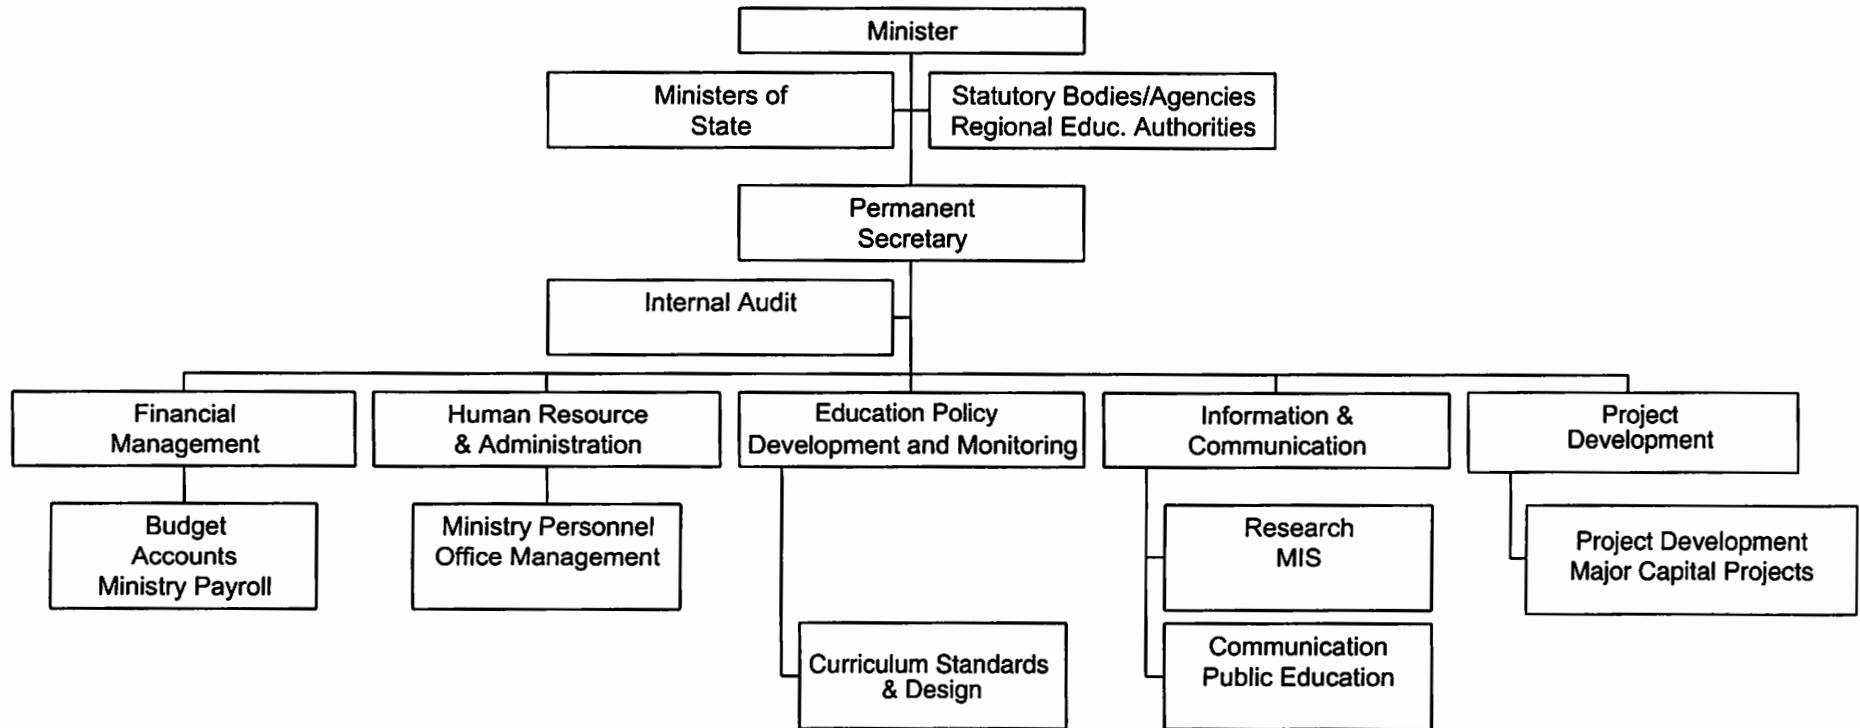 Minister
Ministers of
State
Statutory Bodies/Agencies
Regional Educ. Authorities
Permanent
Secretary
Internal Audit
Financial
Management
Human Resource
& Administration
Education Policy
Development and Monitoring
Information &
Communication
Project
Development
Budget
Accounts
Ministry Payroll
Ministry Personnel
Office Management
Research
MIS
Project Development
Major Capital Projects
Curriculum Standards
& Design
Communication
Public Education